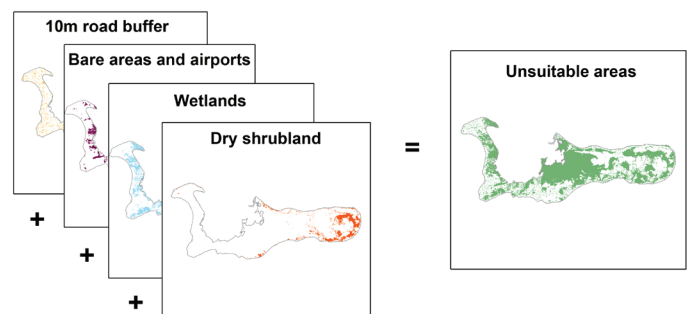 10m road buffer
Bare areas and airports
Wetlands
Dry shrubland
+
+
+
=
Unsuitable areas